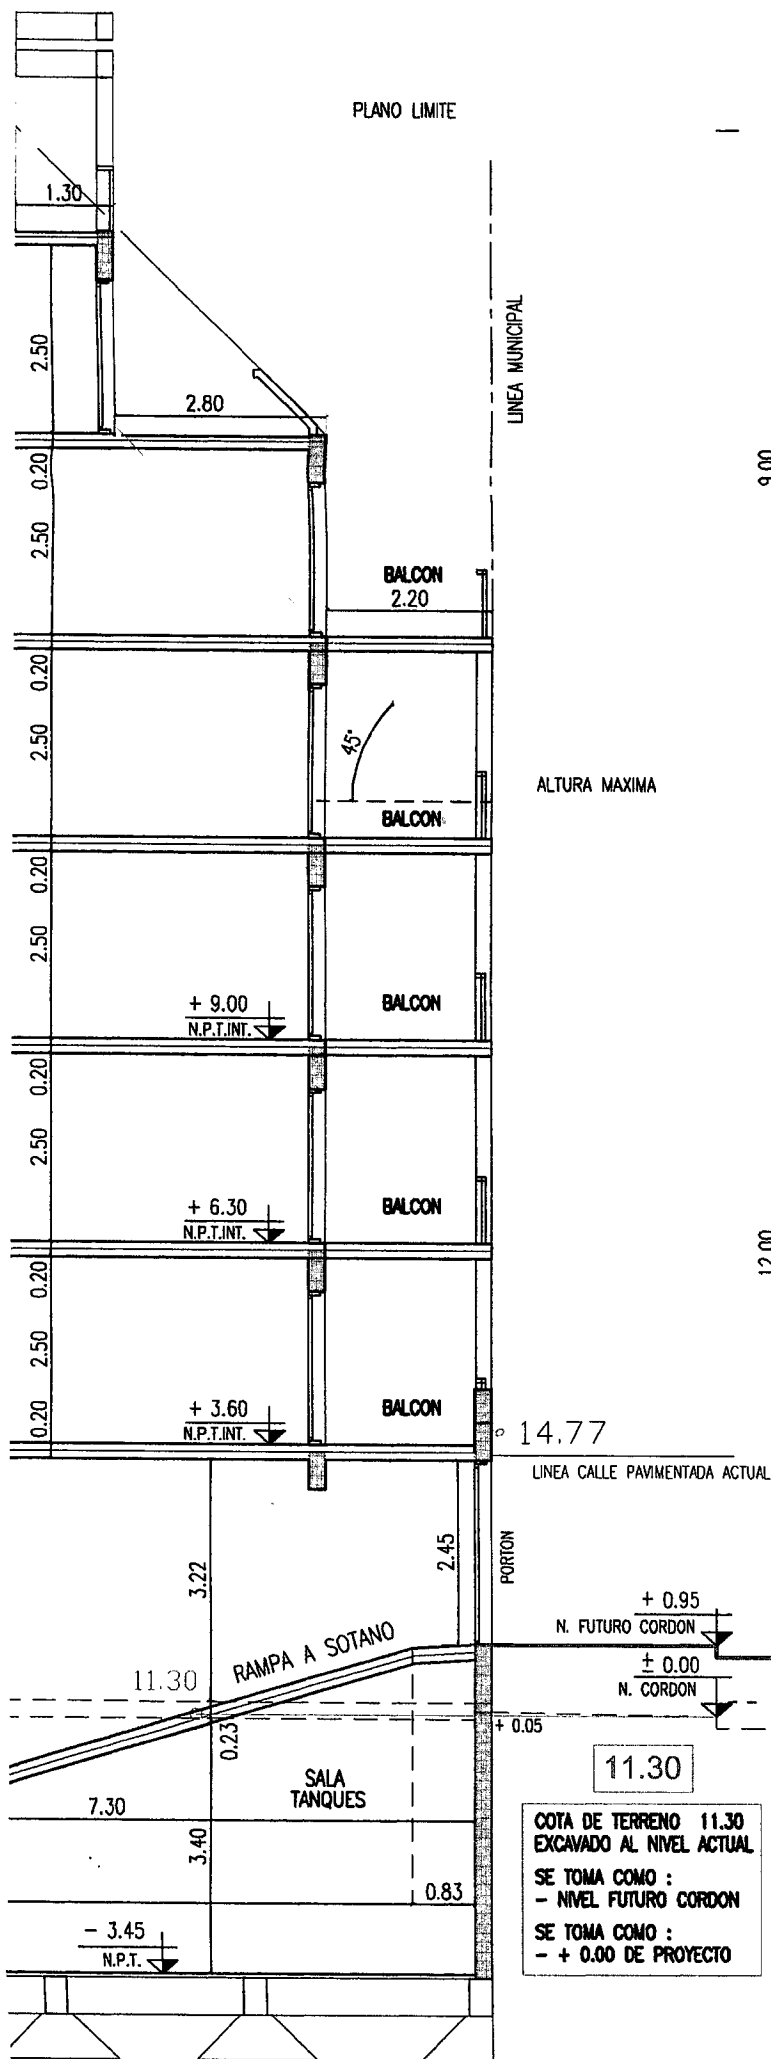 PLANO LIMITE
1.30
LINEA MUNICIPAL
2.50
2.80
0.20
9.00
2.50
BALCON
2.20
0.20
2.50
45°
ALTURA MAXIMA
BALCON
0.20
2.50
+ 9.00
N.P.T.INT.
BALCON
0.20
2.50
+ 6.30
N.P.T.INT.
BALCON
0.20
12.00
2.50
+ 3.60
N.P.T.INT.
BALCON
0.20
14.77
LINEA CALLE PAVIMENTADA ACTUAL
3.22
2.45
PORTON
+ 0.95
N. FUTURO CORDON
RAMPA A SOTANO
± 0.00
N. CORDON
11.30
+ 0.05
0.23
11.30
SALA
TANQUES
7.30
3.40
COTA DE TERRENO 11.30
EXCAVADO AL NIVEL ACTUAL
SE TOMA COMO :
- NIVEL FUTURO CORDON
SE TOMA COMO :
- + 0.00 DE PROYECTO
0.83
- 3.45
N.P.T.